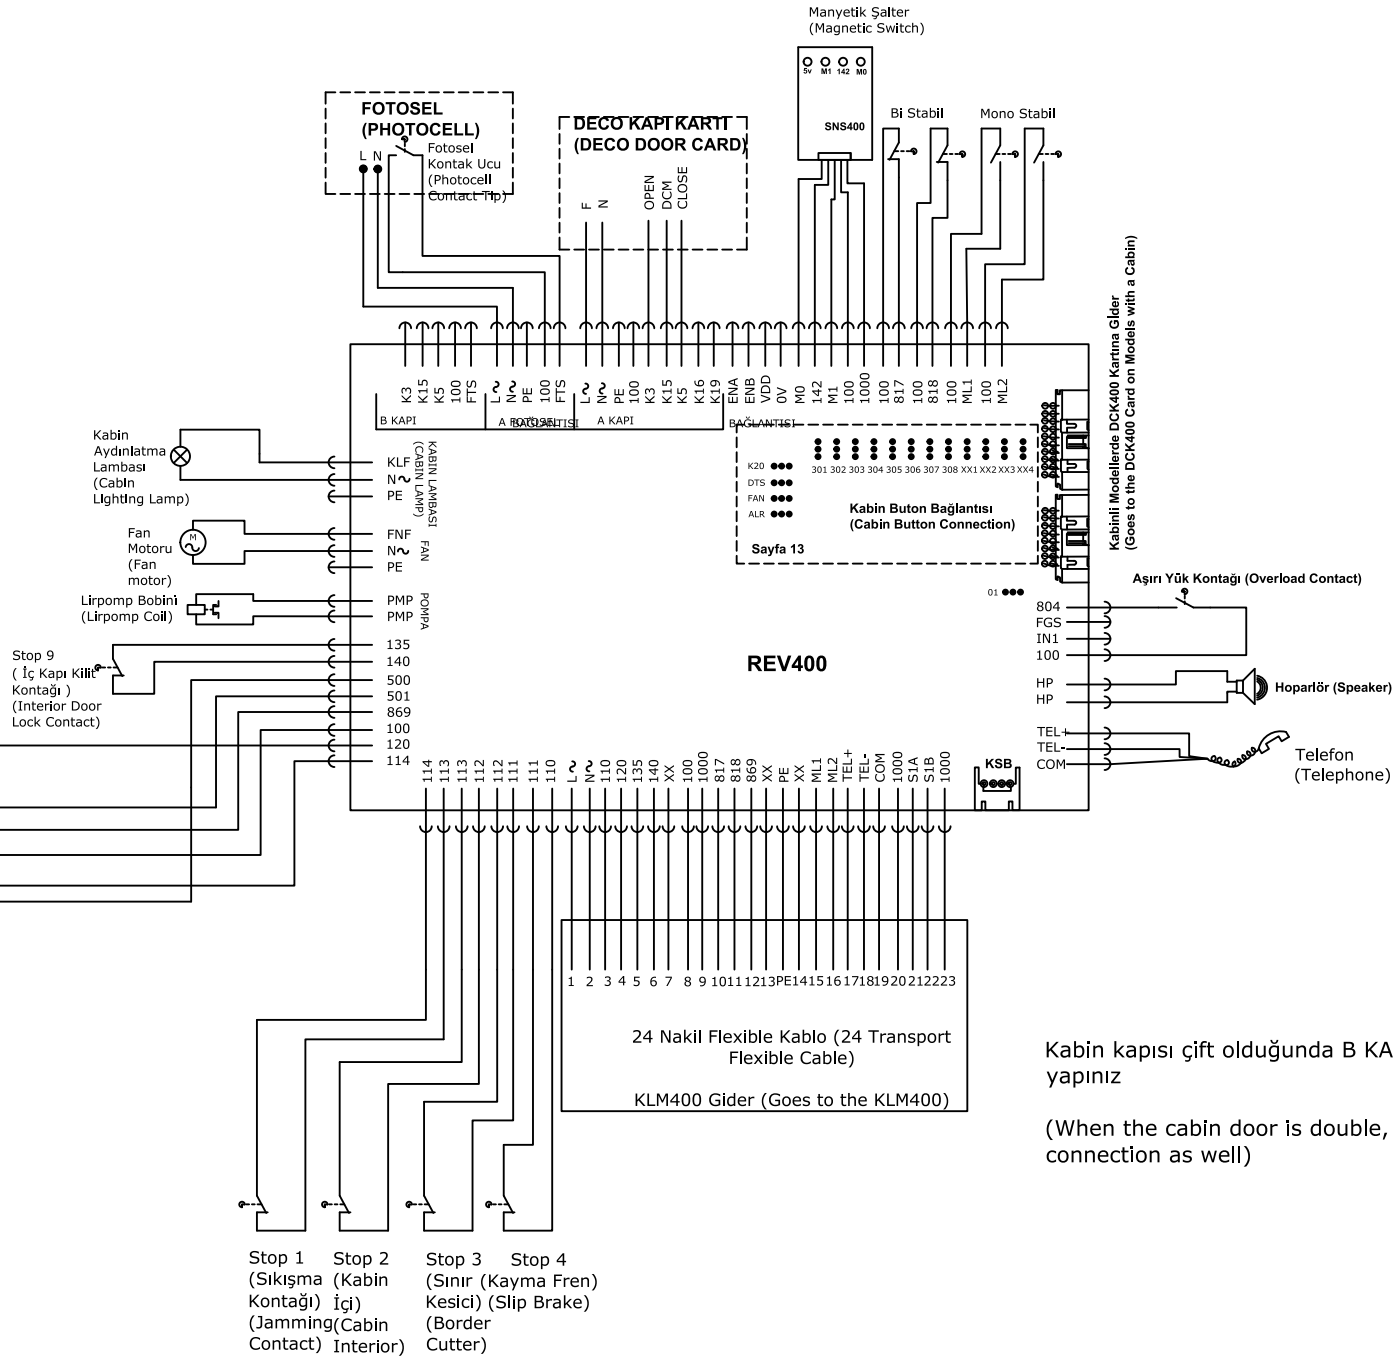 Manyetik Şalter
(Magnetic Switch)
5v M1 142 M0
SNS400
Bi Stabil
Mono Stabil
FOTOSEL
(PHOTOCELL)
L N
Fotosel
Kontak Ucu
(Photocell
Contact Tip)
DECO KAPI KARTI
(DECO DOOR CARD)
F N OPEN DCM CLOSE
Kabinli Modellerde DCK400 Kartına Gider
(Goes to the DCK400 Card on Models with a Cabin)
K3 K15 K5 100 FTS L~ N~ PE 100 FTS L~ N~ PE 100 K3 K15 K5 K16 K19 ENA ENB VDD 0V M0 142 M1 100 1000 100 817 100 818 100 ML1 100 ML2
B KAPI
A FOTOSEL
BAĞLANTISI
A KAPI
BAĞLANTISI
K20
DTS
FAN
ALR
301 302 303 304 305 306 307 308 XX1 XX2 XX3 XX4
Kabin Buton Bağlantısı
(Cabin Button Connection)
Sayfa 13
01
Kabin
Aydınlatma
Lambası
(Cabin
Lighting Lamp)
KLF
N~
PE
KABIN LAMBASI
(CABIN LAMP)
Fan
Motoru
(Fan
motor)
M
FNF
N~
PE
FAN
Lirpomp Bobini
(Lirpomp Coil)
PMP
PMP
POMPA
Stop 9
( İç Kapı Kilit
Kontağı )
(Interior Door
Lock Contact)
135
140
500
501
869
100
120
114
REV400
Aşırı Yük Kontağı (Overload Contact)
804
FGS
IN1
100
HP
HP
Hoparlör (Speaker)
TEL+
TEL-
COM
Telefon
(Telephone)
KSB
114 113 113 112 112 111 111 110 L~ N~ 110 120 135 140 XX 100 1000 817 818 869 XX PE XX ML1 ML2 TEL+ TEL- COM 1000 S1A S1B 1000
1 2 3 4 5 6 7 8 9 10 11 12 13 PE 14 15 16 17 18 19 20 21 22 23
24 Nakil Flexible Kablo (24 Transport
Flexible Cable)
KLM400 Gider (Goes to the KLM400)
Kabin kapısı çift olduğunda B KA
yapınız
(When the cabin door is double,
connection as well)
Stop 1
(Sıkışma
Kontağı)
(Jamming
Contact)
Stop 2
(Kabin
İçi)
(Cabin
Interior)
Stop 3
(Sınır
Kesici)
(Border
Cutter)
Stop 4
(Kayma Fren)
(Slip Brake)